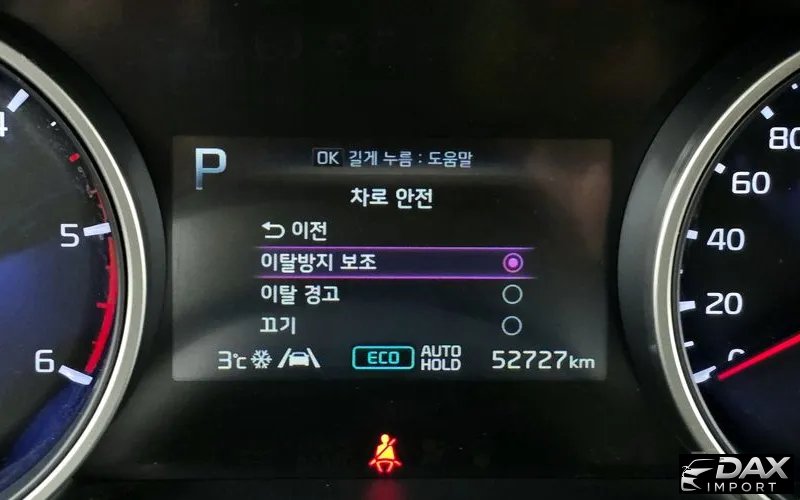 P
OK 길게 누름 : 도움말
차로 안전
이전
이탈방지 보조
이탈 경고
끄기
3℃ ECO AUTO HOLD 52727km
4
5
6
80
60
40
20
0
DAX
IMPORT